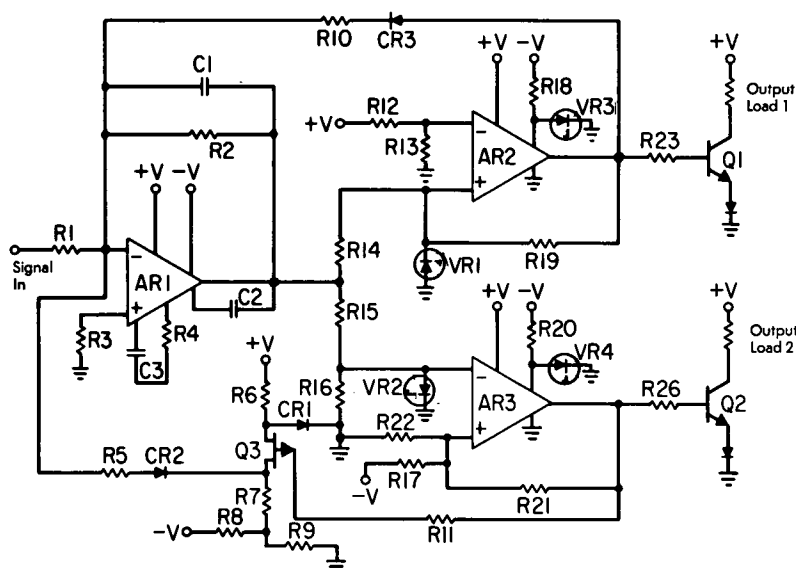 R10
CR3
+V
-V
+V
C1
R18
Output
Load 1
R12
VR3
+V
R2
R13
−
AR2
R23
Q1
+V
-V
+
R1
R14
VR1
R19
Signal
In
−
AR1
C2
+V
-V
+V
+
R15
R3
R4
R20
Output
Load 2
C3
+V
VR2
−
VR4
R6
R16
AR3
R26
CR1
R22
Q2
Q3
+
R5
CR2
R17
-V
R7
R21
-V
R8
R9
R11